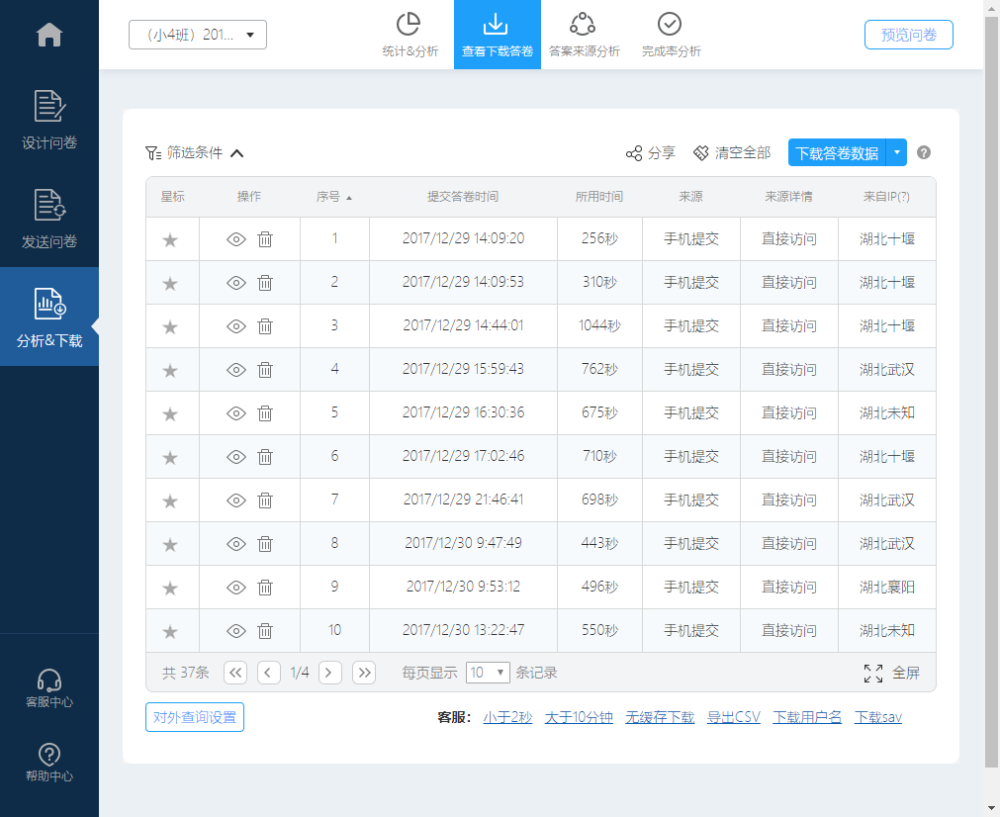 （小4班）201...
统计&分析
查看下载答卷
答案来源分析
完成率分析
预览问卷
设计问卷
发送问卷
分析&下载
客服中心
帮助中心
筛选条件
分享
清空全部
下载答卷数据
?
星标 操作 序号 提交答卷时间 所用时间 来源 来源详情 来自IP(?)
1 2017/12/29 14:09:20 256秒 手机提交 直接访问 湖北十堰
2 2017/12/29 14:09:53 310秒 手机提交 直接访问 湖北十堰
3 2017/12/29 14:44:01 1044秒 手机提交 直接访问 湖北十堰
4 2017/12/29 15:59:43 762秒 手机提交 直接访问 湖北武汉
5 2017/12/29 16:30:36 675秒 手机提交 直接访问 湖北未知
6 2017/12/29 17:02:46 710秒 手机提交 直接访问 湖北十堰
7 2017/12/29 21:46:41 698秒 手机提交 直接访问 湖北武汉
8 2017/12/30 9:47:49 443秒 手机提交 直接访问 湖北武汉
9 2017/12/30 9:53:12 496秒 手机提交 直接访问 湖北襄阳
10 2017/12/30 13:22:47 550秒 手机提交 直接访问 湖北未知
共 37条 1/4 每页显示 10 条记录 全屏
对外查询设置
客服： 小于2秒 大于10分钟 无缓存下载 导出CSV 下载用户名 下载sav